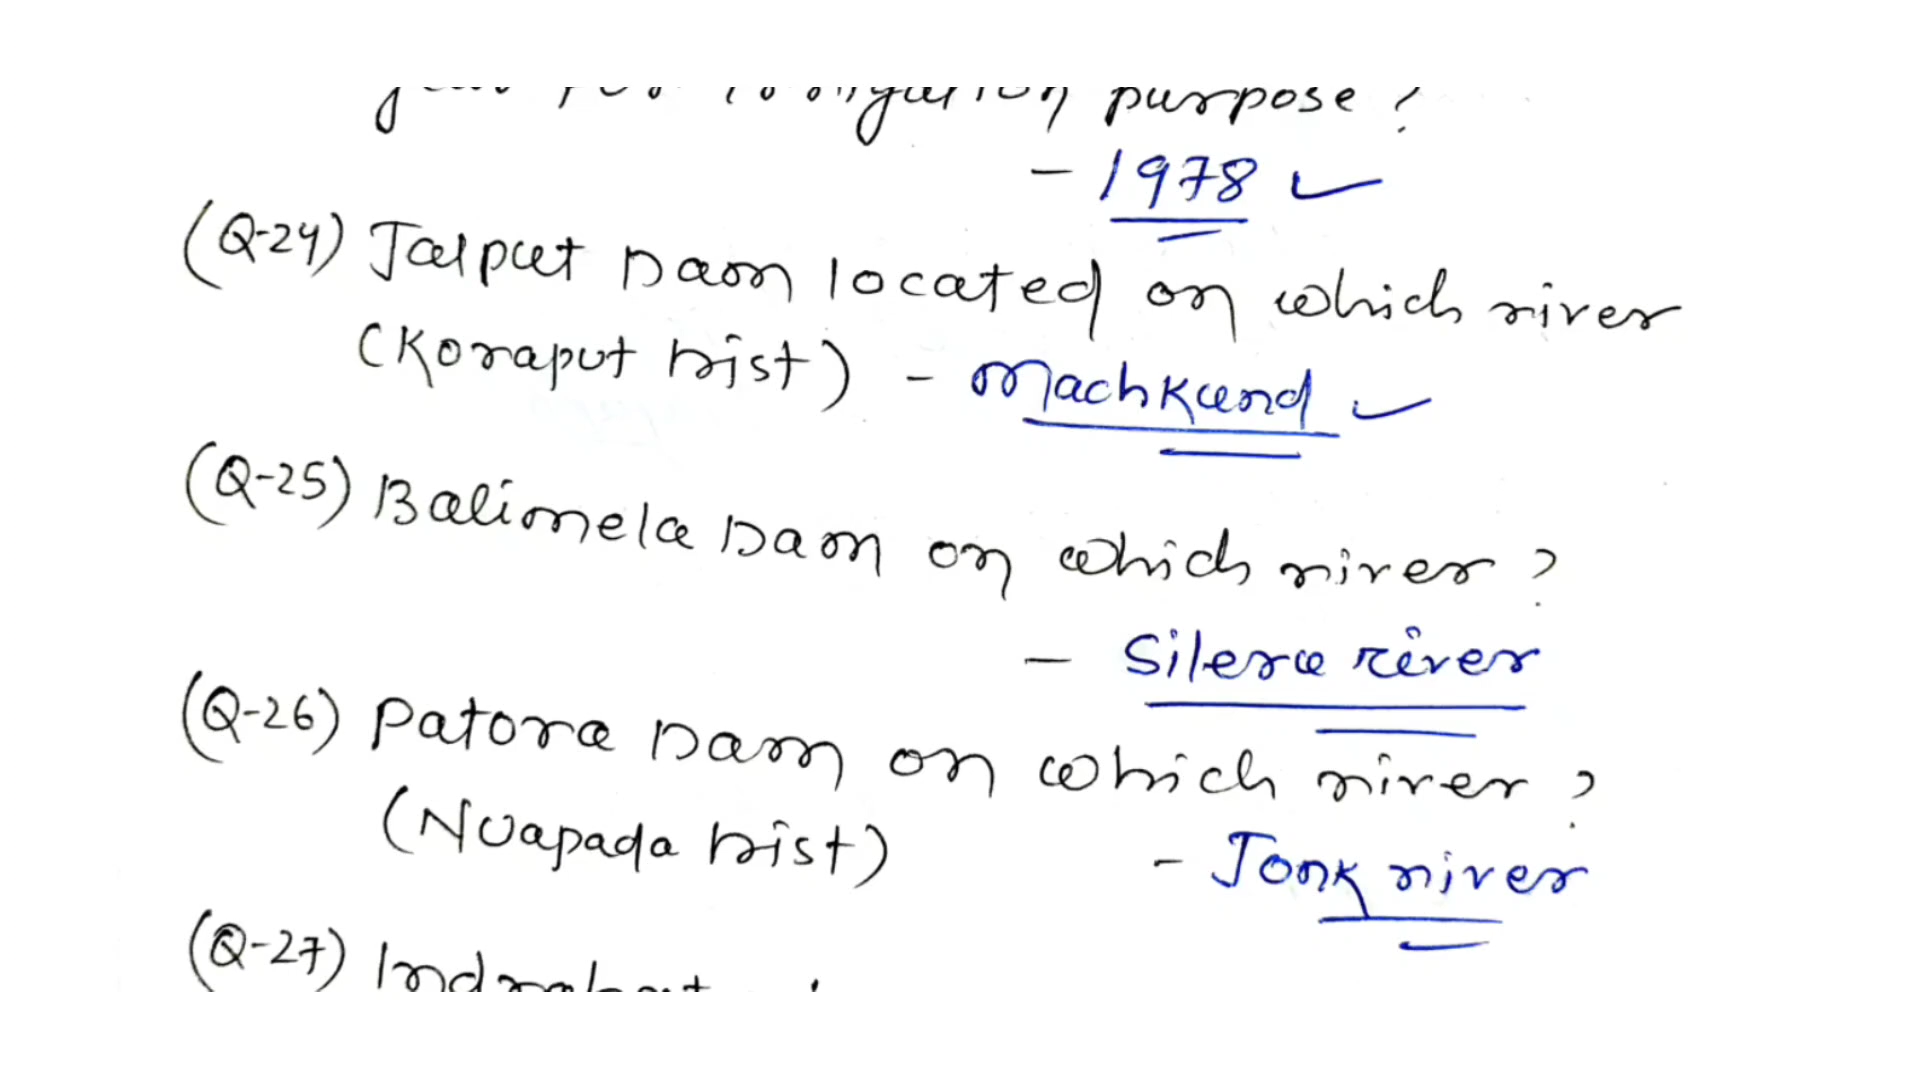 purpose?
- 1978 ✓
(Q-24) Jalput Dam located on which river
(Koraput Dist) - Machkund ✓
(Q-25) Balimela Dam on which river?
- Silera river
(Q-26) Patora Dam on which river?
(Nuapada Dist) - Jonk river
(Q-27)